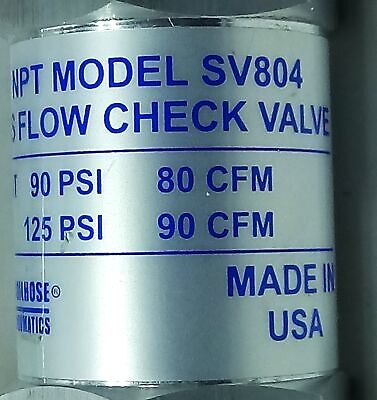 NPT MODEL SV804
S FLOW CHECK VALVE
T 90 PSI 80 CFM
125 PSI 90 CFM
MADE IN
USA